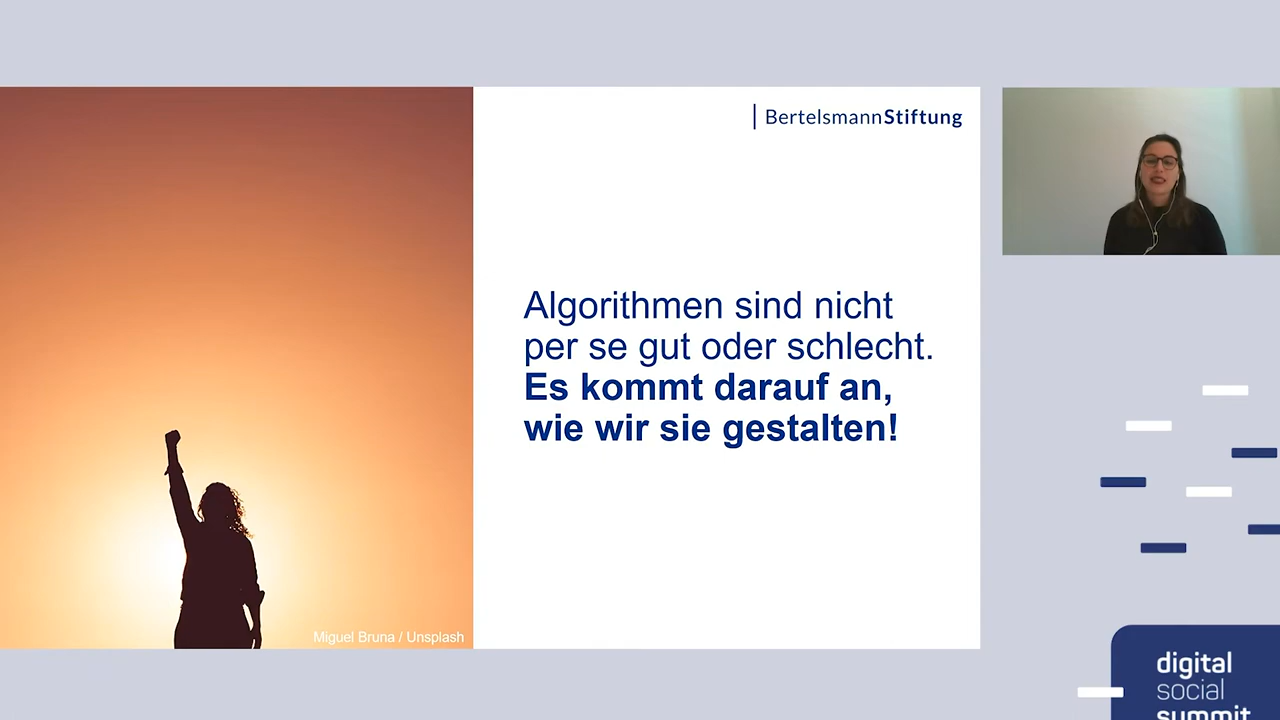 BertelsmannStiftung
Algorithmen sind nicht
per se gut oder schlecht.
Es kommt darauf an,
wie wir sie gestalten!
Miguel Bruna / Unsplash
digital
social
summit